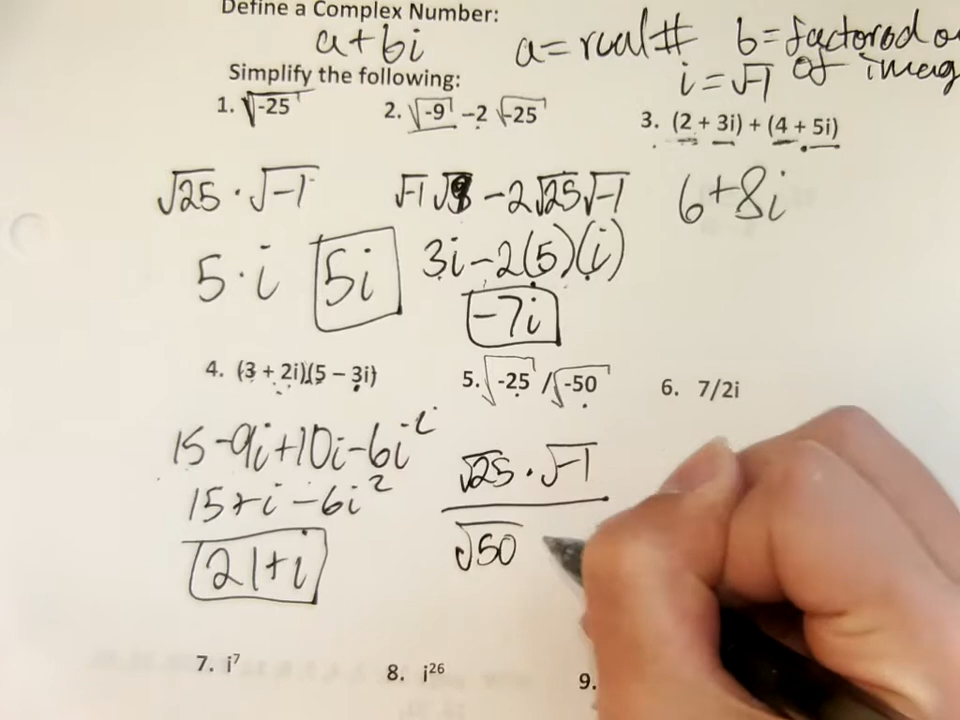 Define a Complex Number:
a+bi a=real# b=factored
i=√-1 of
Simplify the following:
1. √-25 2. √-9 -2 √-25 3. (2 + 3i) + (4 + 5i)
√25 · √-1 √-1 √9 - 2√25√-1 6+8i
5·i 5i 3i-2(5)(i)
-7i
4. (3 + 2i)(5 - 3i) 5. √-25 / √-50 6. 7/2i
15-9i+10i-6i²
15+i-6i² √25 · √-1
21+i √50
7. i⁷ 8. i²⁶ 9.